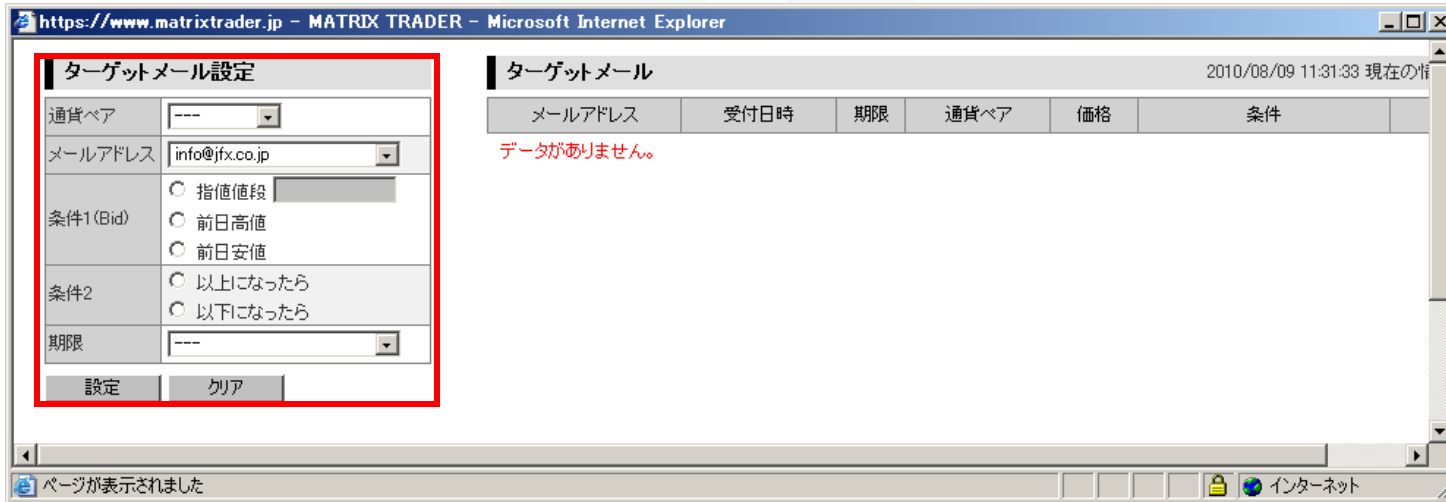 https://www.matrixtrader.jp - MATRIX TRADER - Microsoft Internet Explorer
ターゲットメール設定
通貨ペア ---
メールアドレス info@jfx.co.jp
条件1(Bid) 指値値段
前日高値
前日安値
条件2 以上になったら
以下になったら
期限 ---
設定 クリア
ターゲットメール 2010/08/09 11:31:33 現在の情
メールアドレス 受付日時 期限 通貨ペア 価格 条件
データがありません。
ページが表示されました インターネット